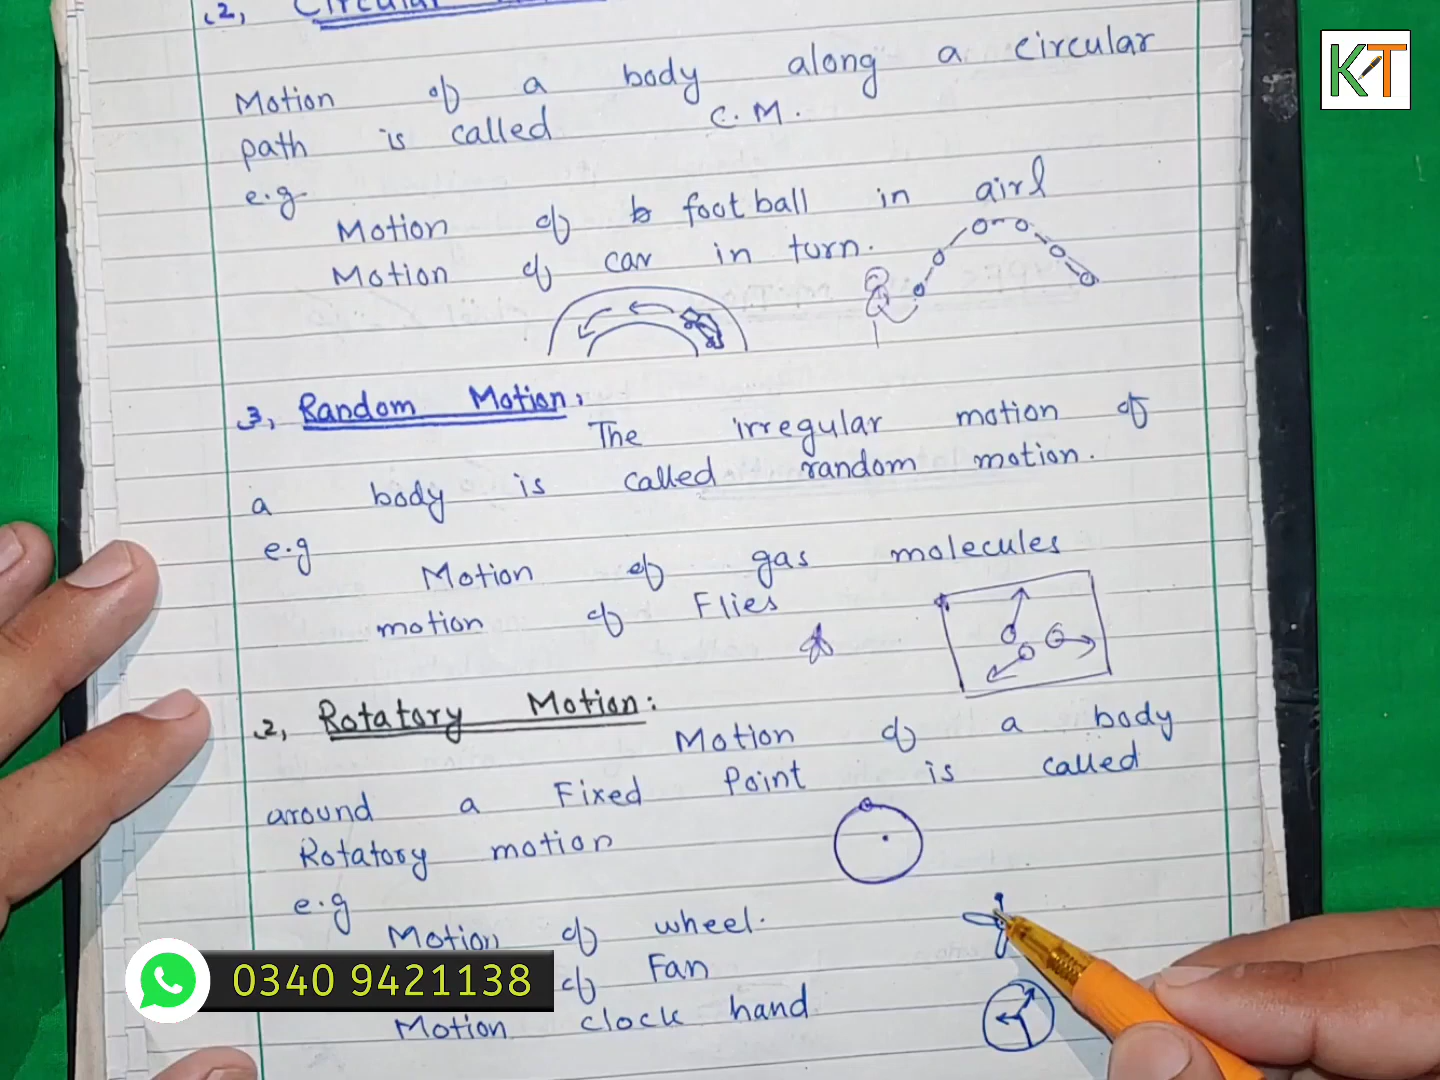 2, Circular
Motion of a body along a circular
path is called C.M.
e.g
Motion of football in air
Motion of car in turn.
3, Random Motion:
The irregular motion of
a body is called random motion.
e.g
Motion of gas molecules
motion of Flies
2, Rotatory Motion:
Motion of a body
around a Fixed Point is called
Rotatory motion
e.g
Motion of wheel.
of Fan
Motion clock hand
KT
0340 9421138